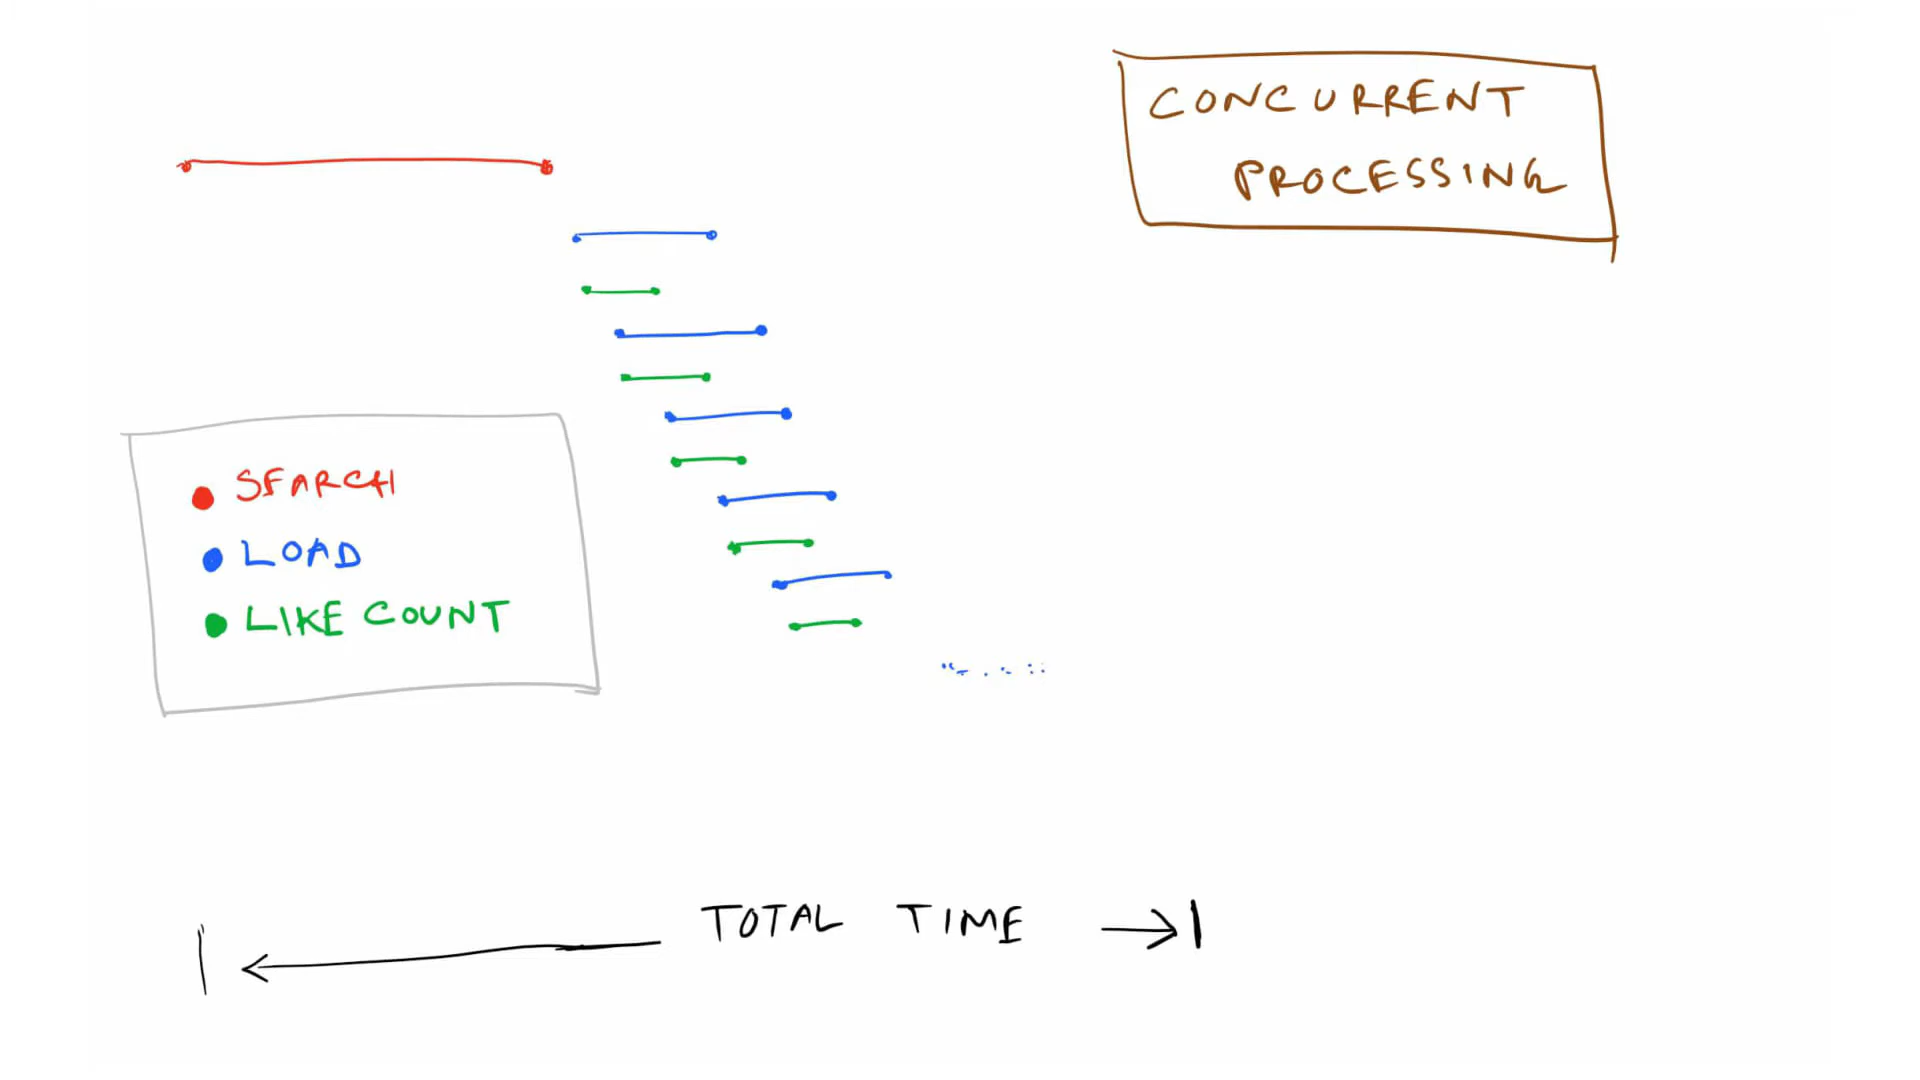 CONCURRENT
PROCESSING
SEARCH
LOAD
LIKE COUNT
TOTAL TIME